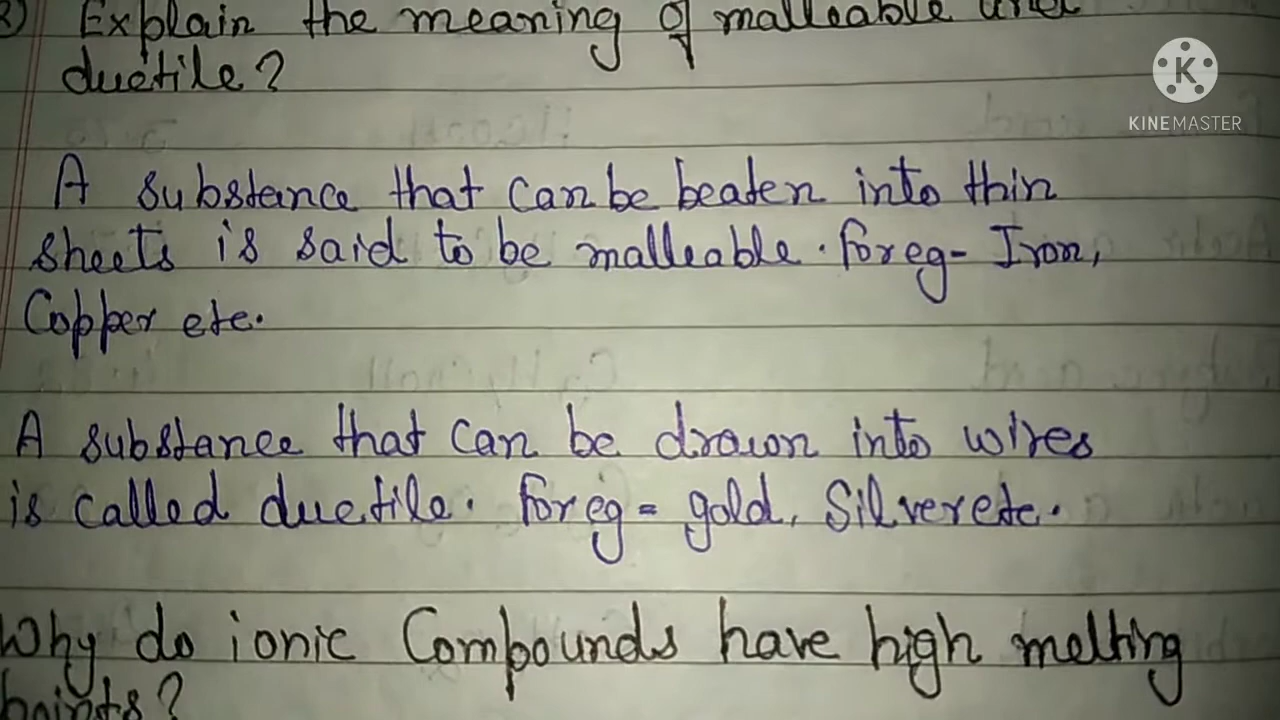 3) Explain the meaning of malleable and
ductile?
K
KINEMASTER
A substance that can be beaten into thin
sheets is said to be malleable. for eg- Iron,
Copper etc.
A substance that can be drawn into wires
is called ductile. for eg = gold, Silver etc.
Why do ionic Compounds have high melting
points?